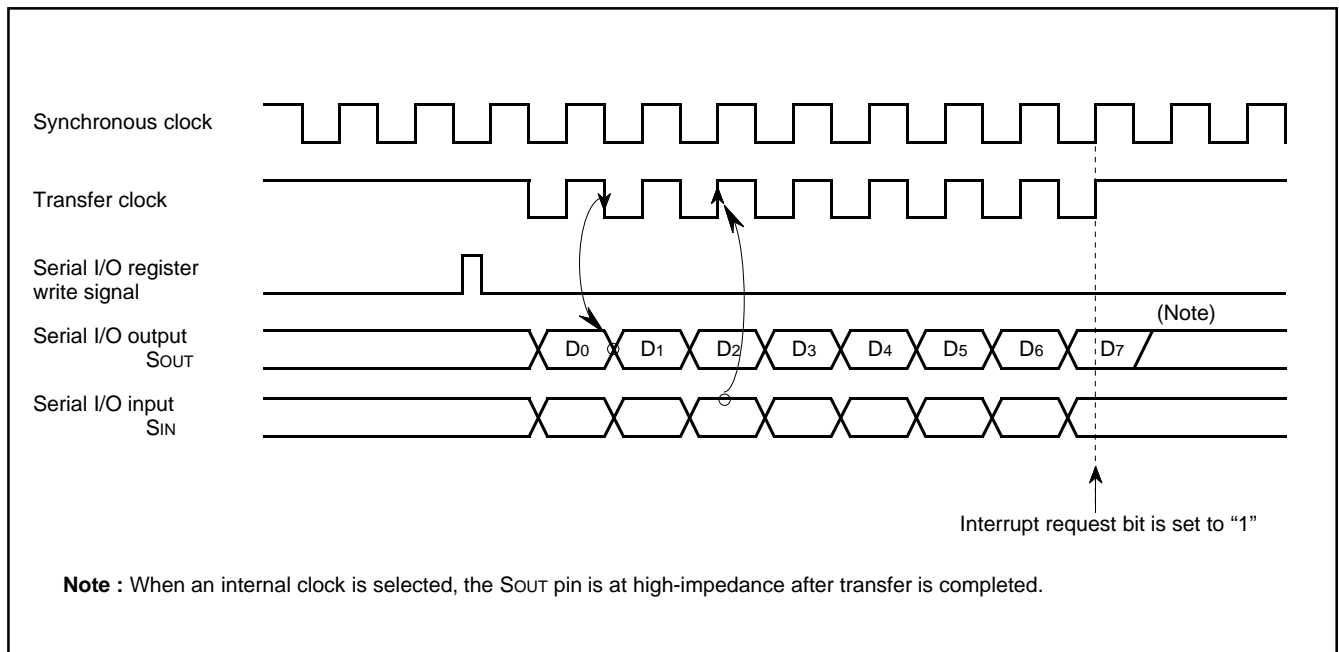 Synchronous clock
Transfer clock
Serial I/O register
write signal
(Note)
Serial I/O output
SOUT
D0 D1 D2 D3 D4 D5 D6 D7
Serial I/O input
SIN
Interrupt request bit is set to “1”
Note : When an internal clock is selected, the SOUT pin is at high-impedance after transfer is completed.